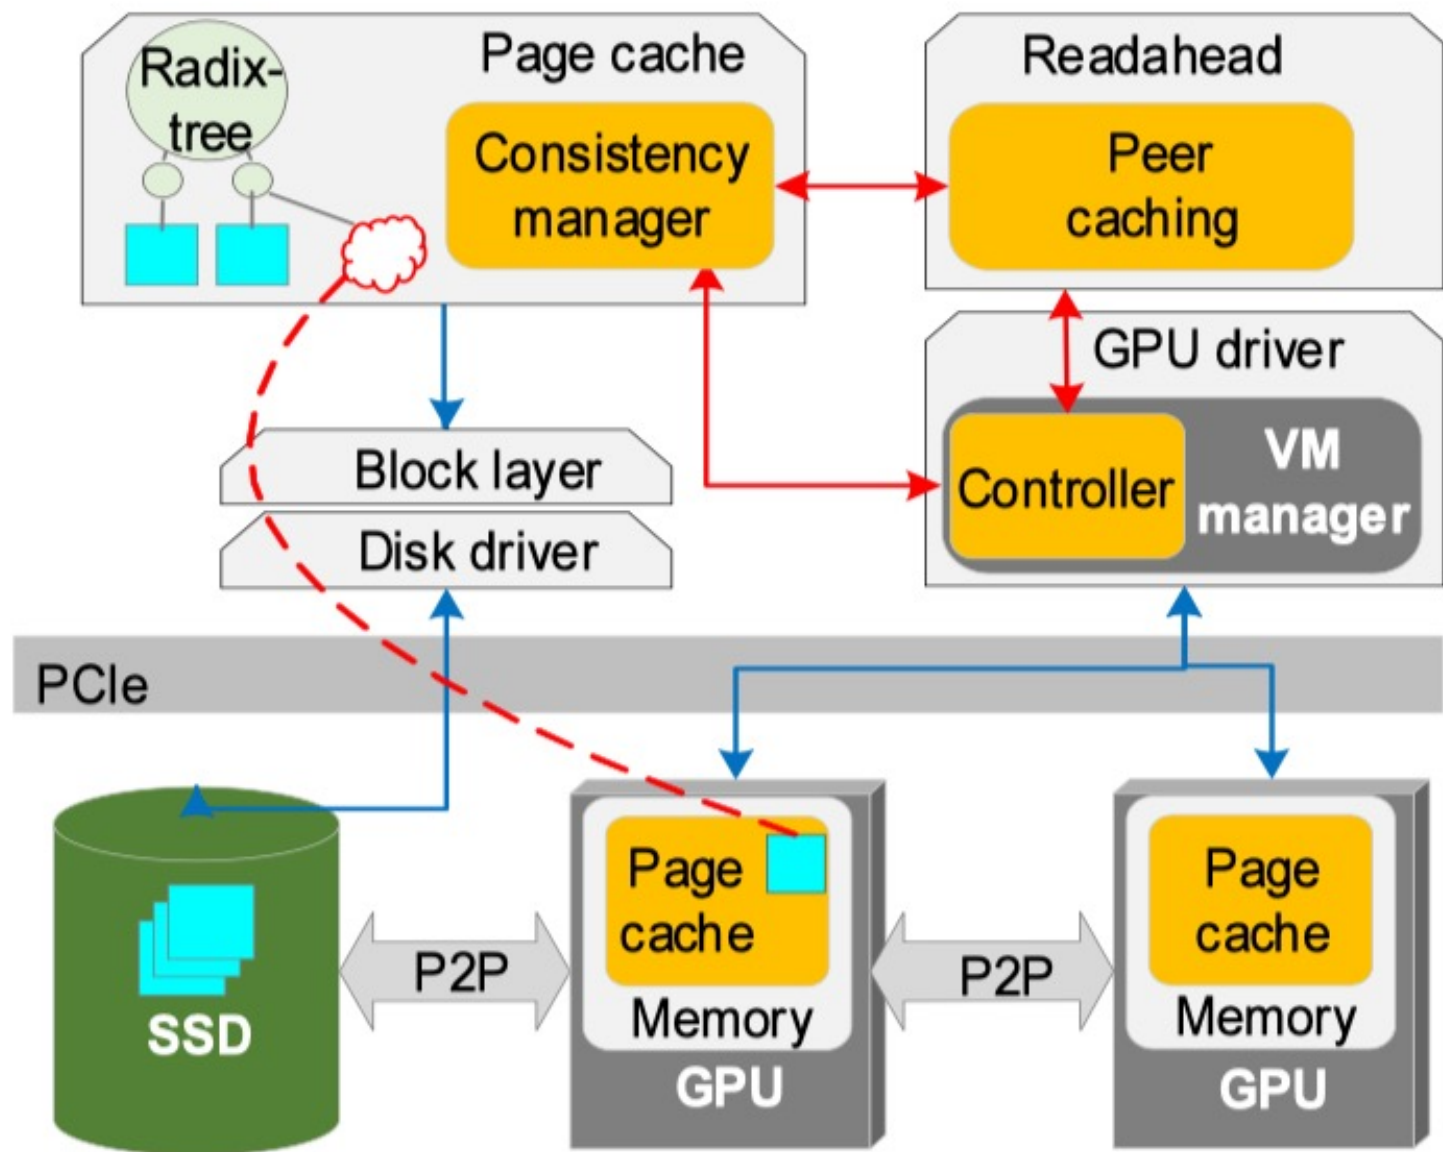 Radix-
tree
Page cache
Consistency
manager
Readahead
Peer
caching
GPU driver
Controller
VM
manager
Block layer
Disk driver
PCIe
SSD
P2P
Page
cache
Memory
GPU
P2P
Page
cache
Memory
GPU